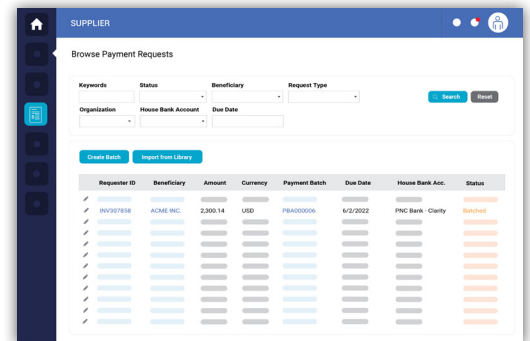 SUPPLIER
Browse Payment Requests
Keywords Status Beneficiary Request Type
Search Reset
Organization House Bank Account Due Date
Create Batch Import from Library
Requester ID Beneficiary Amount Currency Payment Batch Due Date House Bank Acc. Status
INV307858 ACME INC. 2,300.14 USD PBA000006 6/2/2022 PNC Bank - Clarity Batched